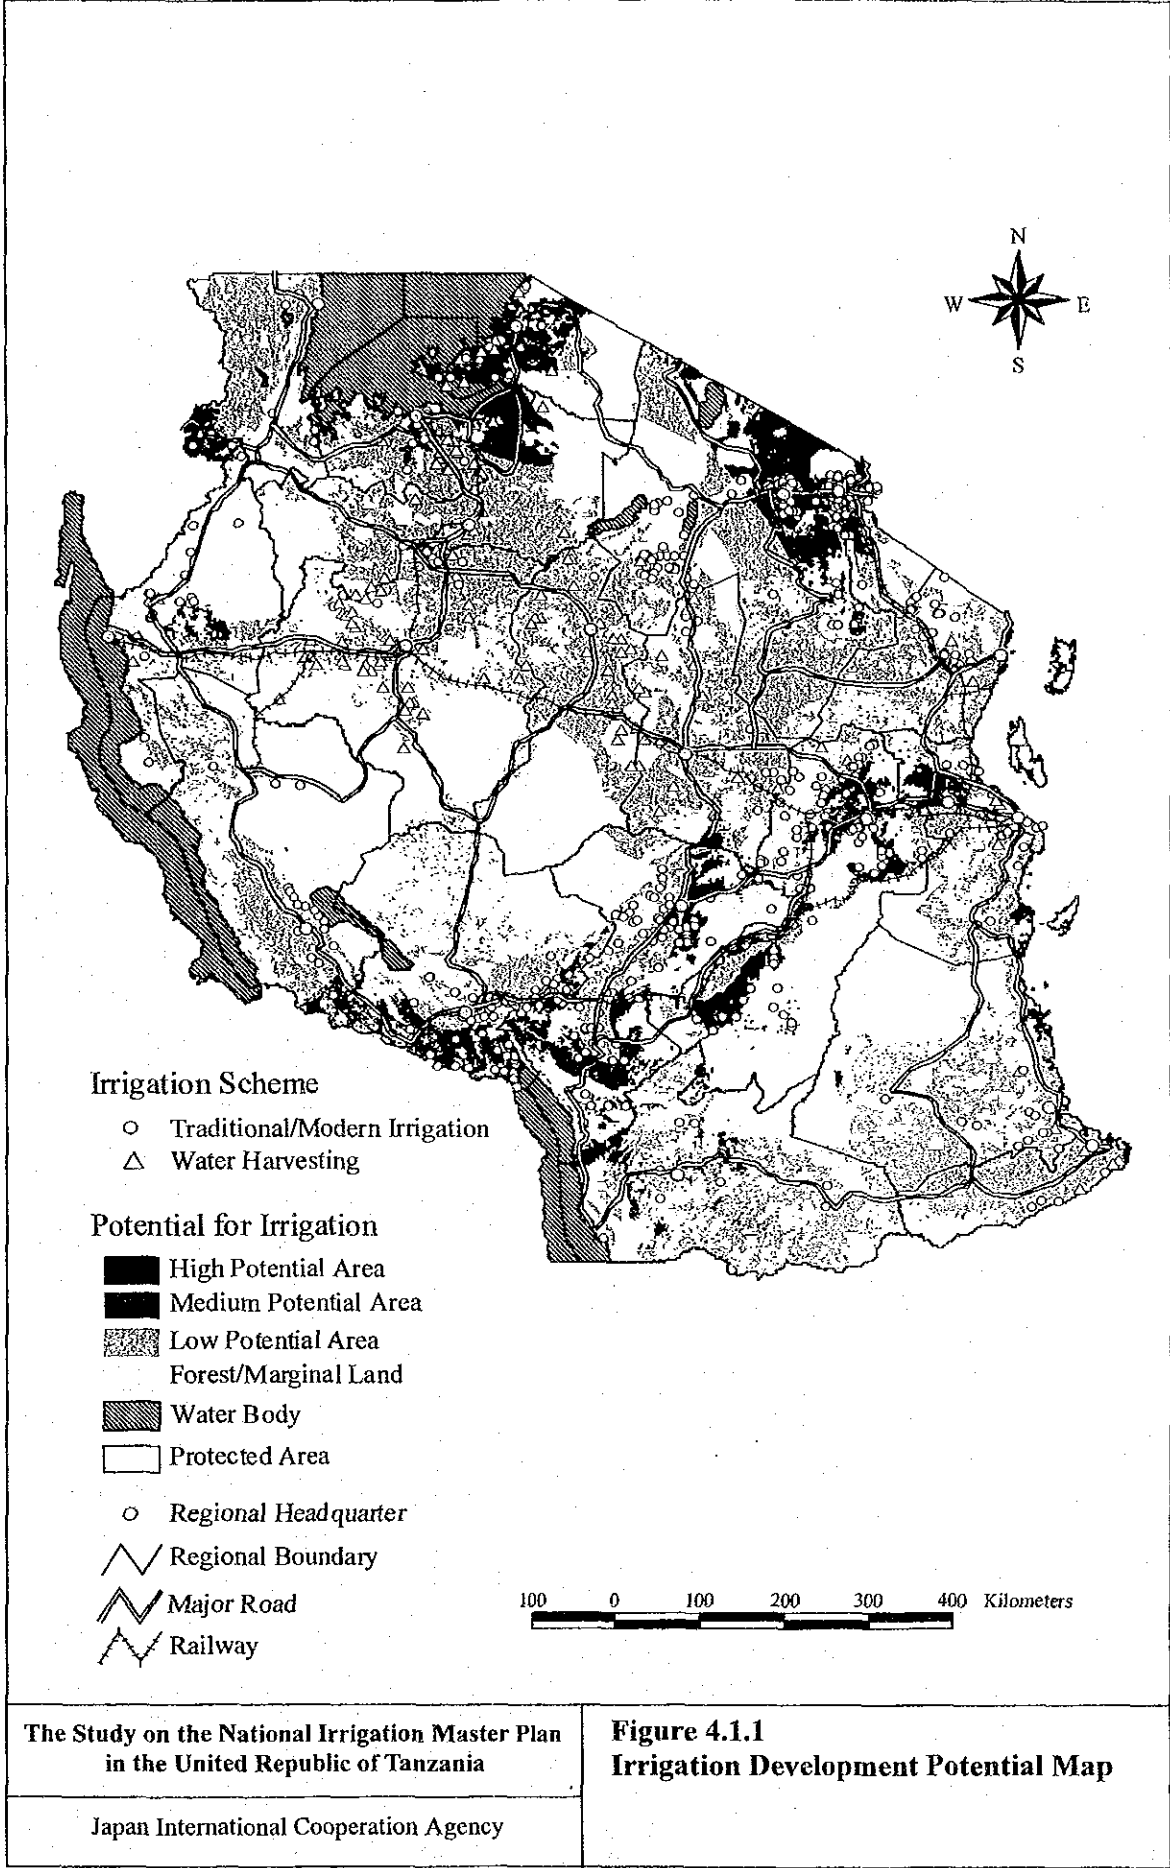 N
W
E
S
Irrigation Scheme
Traditional/Modern Irrigation
Water Harvesting
Potential for Irrigation
High Potential Area
Medium Potential Area
Low Potential Area
Forest/Marginal Land
Water Body
Protected Area
Regional Headquarter
Regional Boundary
Major Road
Railway
100 0 100 200 300 400 Kilometers
The Study on the National Irrigation Master Plan
in the United Republic of Tanzania
Japan International Cooperation Agency
Figure 4.1.1
Irrigation Development Potential Map